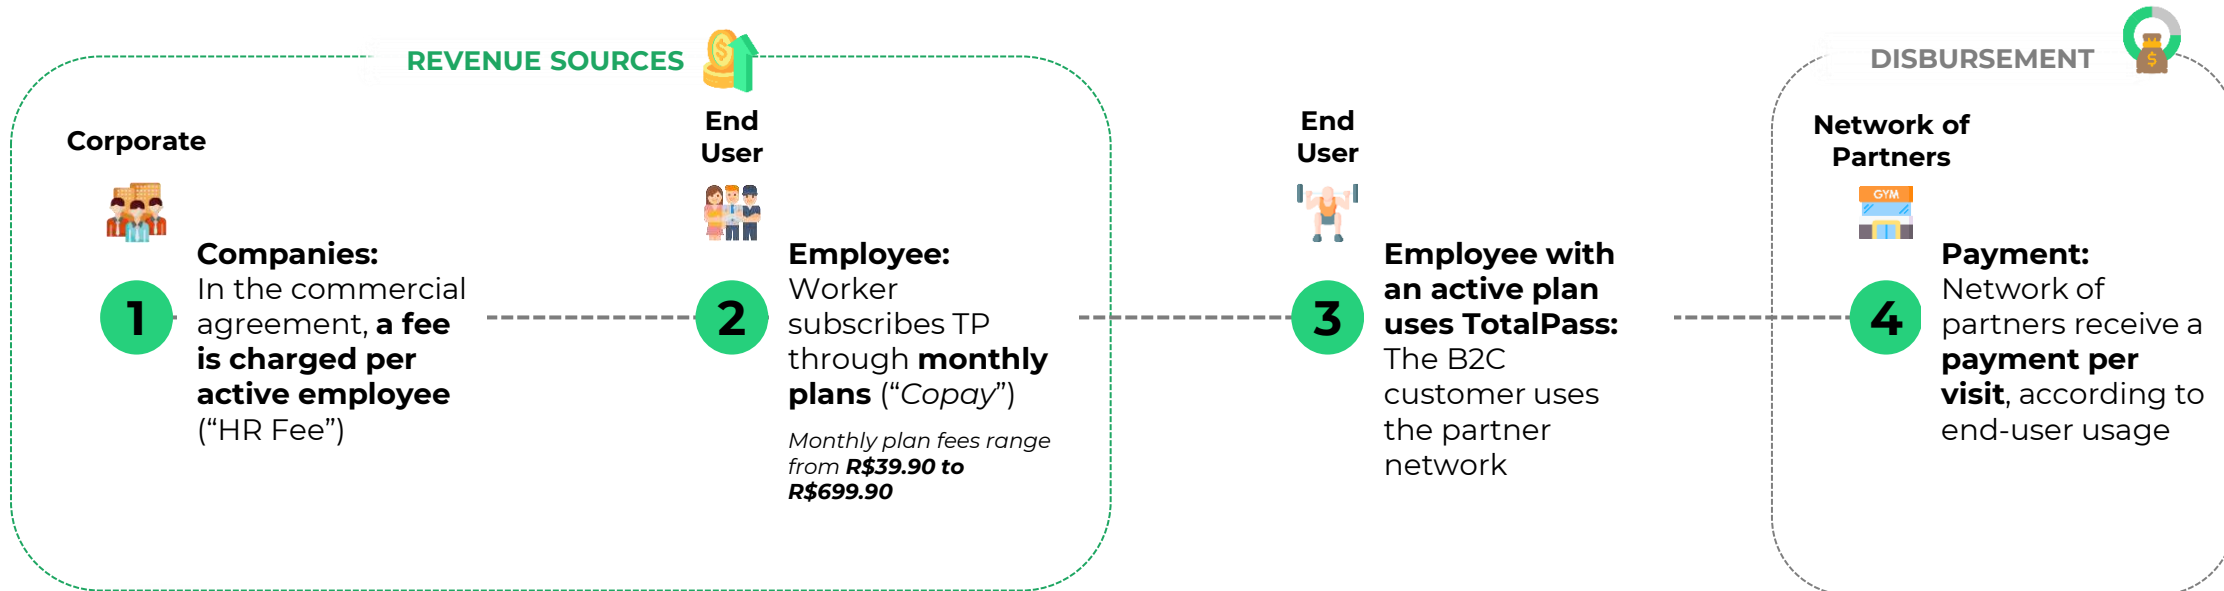 REVENUE SOURCES
DISBURSEMENT
Corporate
1
Companies:
In the commercial
agreement, a fee
is charged per
active employee
(“HR Fee”)
End
User
2
Employee:
Worker
subscribes TP
through monthly
plans (“Copay”)
Monthly plan fees range
from R$39.90 to
R$699.90
End
User
3
Employee with
an active plan
uses TotalPass:
The B2C
customer uses
the partner
network
Network of
Partners
GYM
4
Payment:
Network of
partners receive a
payment per
visit, according to
end-user usage